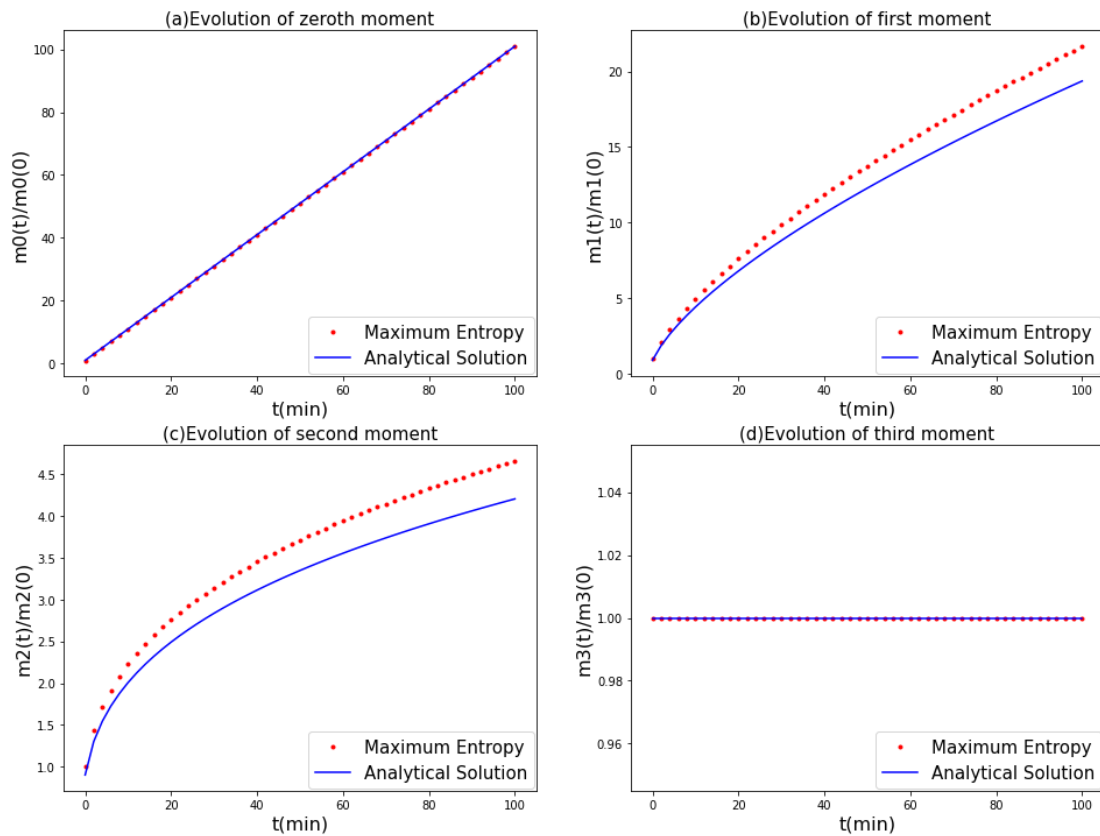 (a)Evolution of zeroth moment
m0(t)/m0(0)
100
80
60
40
20
0
0 20 40 60 80 100
t(min)
Maximum Entropy
Analytical Solution
(b)Evolution of first moment
m1(t)/m1(0)
20
15
10
5
0
0 20 40 60 80 100
t(min)
Maximum Entropy
Analytical Solution
(c)Evolution of second moment
m2(t)/m2(0)
4.5
4.0
3.5
3.0
2.5
2.0
1.5
1.0
0 20 40 60 80 100
t(min)
Maximum Entropy
Analytical Solution
(d)Evolution of third moment
m3(t)/m3(0)
1.04
1.02
1.00
0.98
0.96
0 20 40 60 80 100
t(min)
Maximum Entropy
Analytical Solution